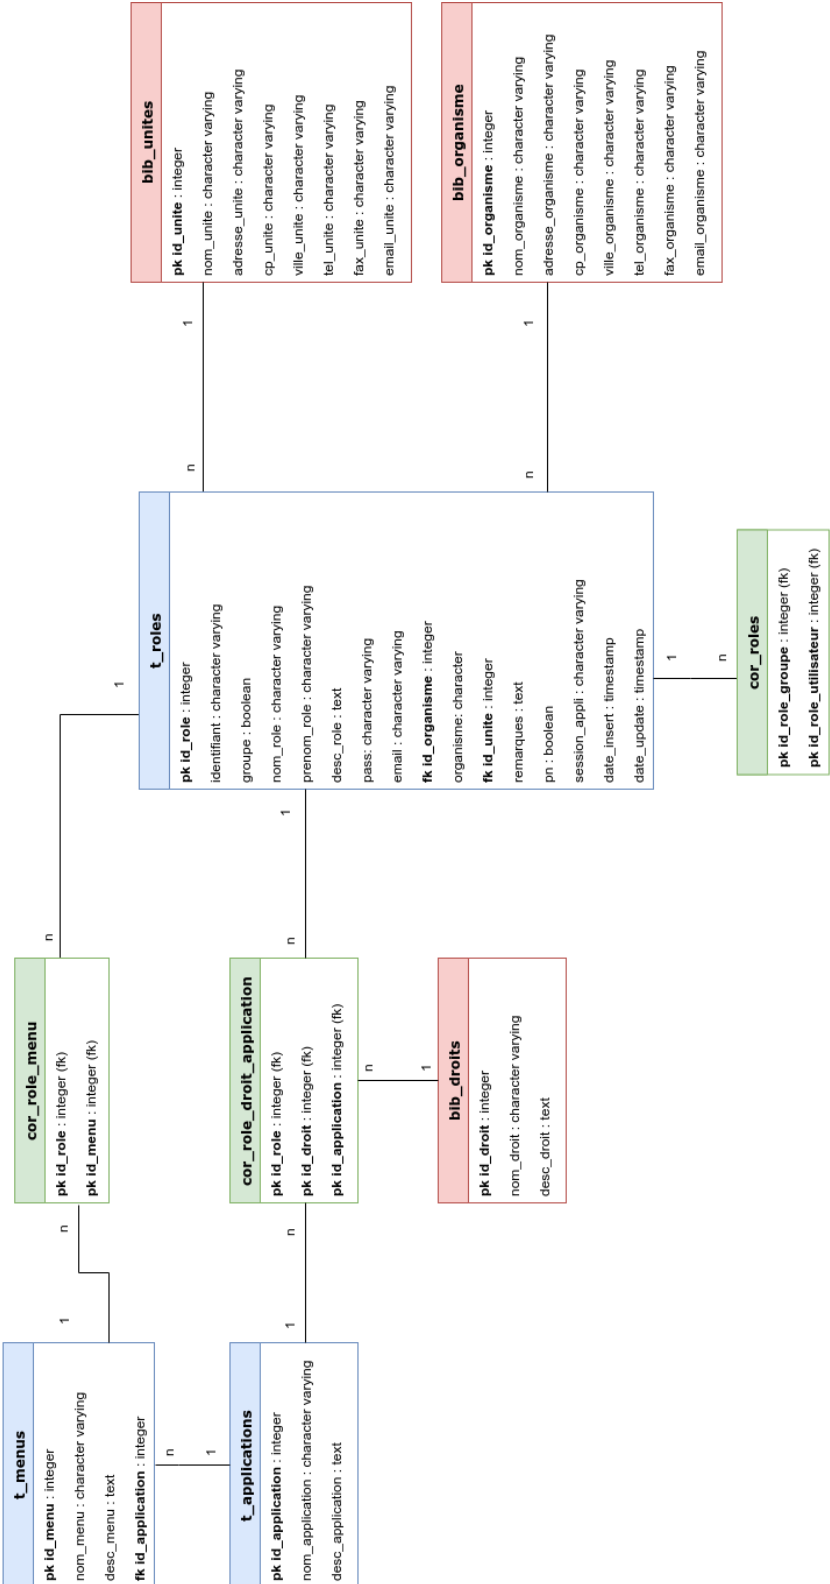 t_menus
pk id_menu : integer
nom_menu : character varying
desc_menu : text
fk id_application : integer
1
n
cor_role_menu
pk id_role : integer (fk)
pk id_menu : integer (fk)
n
1
n
1
t_applications
pk id_application : integer
nom_application : character varying
desc_application : text
1
n
cor_role_droit_application
pk id_role : integer (fk)
pk id_droit : integer (fk)
pk id_application : integer (fk)
n
1
n
1
bib_droits
pk id_droit : integer
nom_droit : character varying
desc_droit : text
t_roles
pk id_role : integer
identifiant : character varying
groupe : boolean
nom_role : character varying
prenom_role : character varying
desc_role : text
pass: character varying
email : character varying
fk id_organisme : integer
organisme: character
fk id_unite : integer
remarques : text
pn : boolean
session_appli : character varying
date_insert : timestamp
date_update : timestamp
n
1
bib_unites
pk id_unite : integer
nom_unite : character varying
adresse_unite : character varying
cp_unite : character varying
ville_unite : character varying
tel_unite : character varying
fax_unite : character varying
email_unite : character varying
n
1
bib_organisme
pk id_organisme : integer
nom_organisme : character varying
adresse_organisme : character varying
cp_organisme : character varying
ville_organisme : character varying
tel_organisme : character varying
fax_organisme : character varying
email_organisme : character varying
1
n
cor_roles
pk id_role_groupe : integer (fk)
pk id_role_utilisateur : integer (fk)